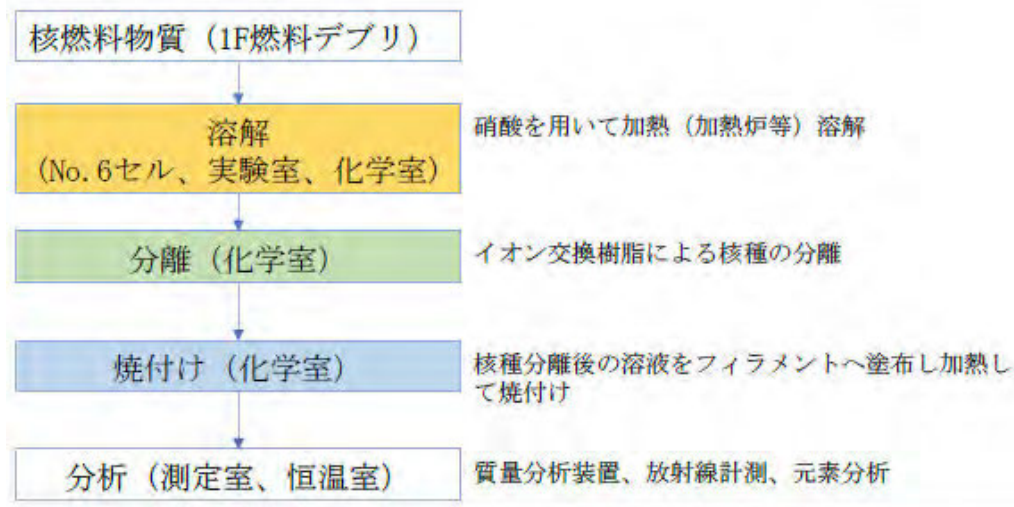 核燃料物質（1F燃料デブリ）
溶解
（No.6セル、実験室、化学室）
硝酸を用いて加熱（加熱炉等）溶解
分離（化学室）
イオン交換樹脂による核種の分離
焼付け（化学室）
核種分離後の溶液をフィラメントへ塗布し加熱し
て焼付け
分析（測定室、恒温室）
質量分析装置、放射線計測、元素分析